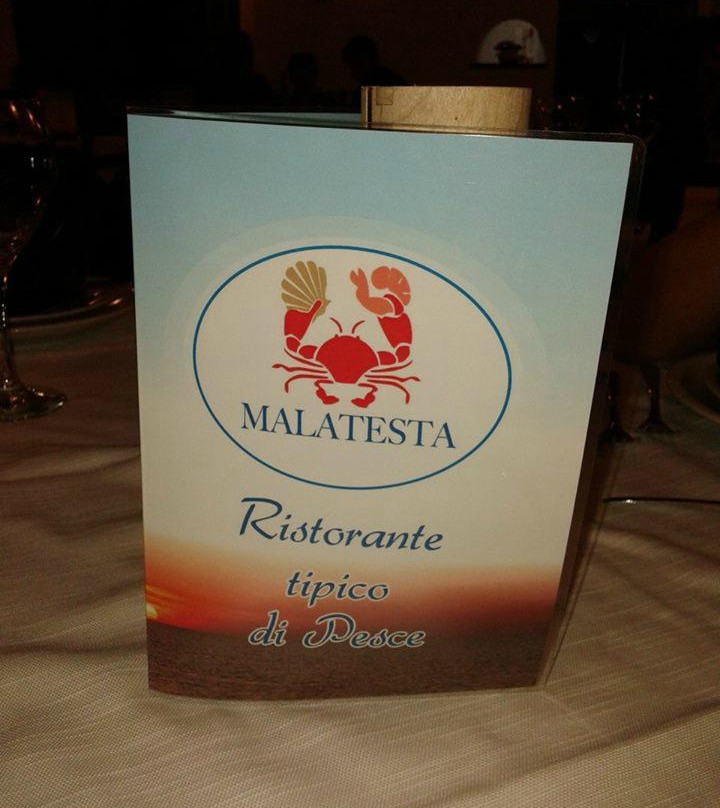 MALATESTA
Ristorante
tipico
di Pesce